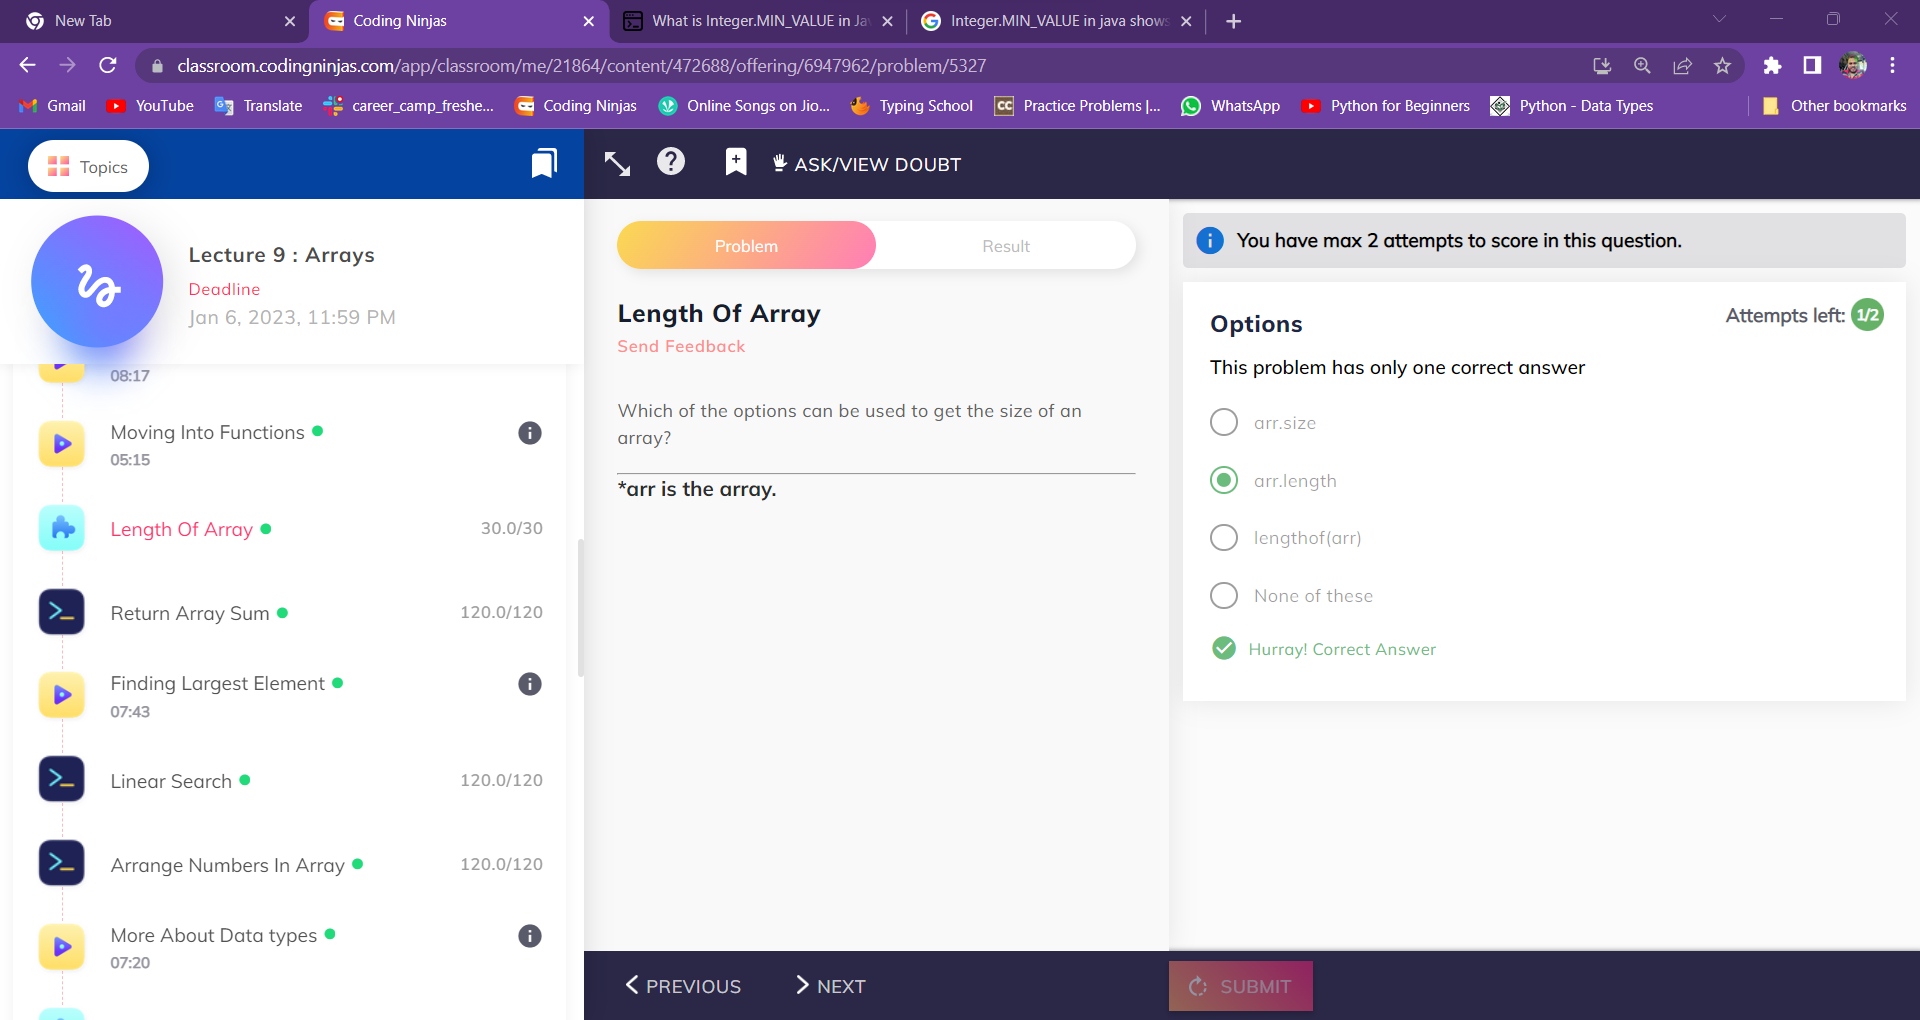 New Tab
Coding Ninjas
What is Integer.MIN_VALUE in Ja
Integer.MIN_VALUE in java shows
classroom.codingninjas.com/app/classroom/me/21864/content/472688/offering/6947962/problem/5327
Gmail
YouTube
Translate
career_camp_freshe...
Coding Ninjas
Online Songs on Jio...
Typing School
CC Practice Problems |...
WhatsApp
Python for Beginners
Python - Data Types
Other bookmarks
Topics
ASK/VIEW DOUBT
Lecture 9 : Arrays
Deadline
Jan 6, 2023, 11:59 PM
08:17
Moving Into Functions
05:15
Length Of Array
30.0/30
Return Array Sum
120.0/120
Finding Largest Element
07:43
Linear Search
120.0/120
Arrange Numbers In Array
120.0/120
More About Data types
07:20
Problem
Result
Length Of Array
Send Feedback
Which of the options can be used to get the size of an
array?
*arr is the array.
You have max 2 attempts to score in this question.
Options
Attempts left: 1/2
This problem has only one correct answer
arr.size
arr.length
lengthof(arr)
None of these
Hurray! Correct Answer
PREVIOUS
NEXT
SUBMIT